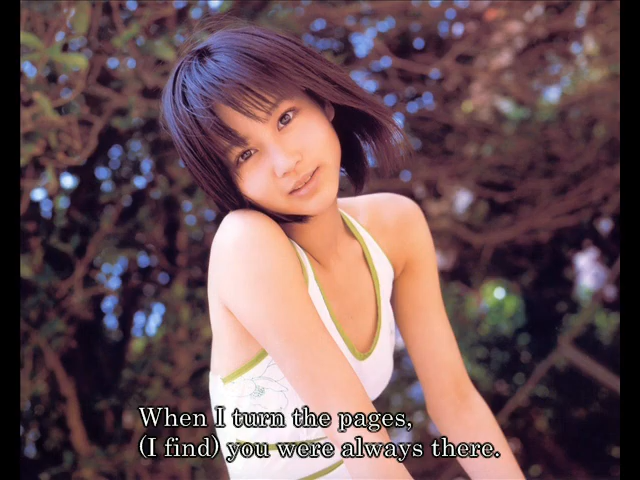 When I turn the pages,
(I find) you were always there.